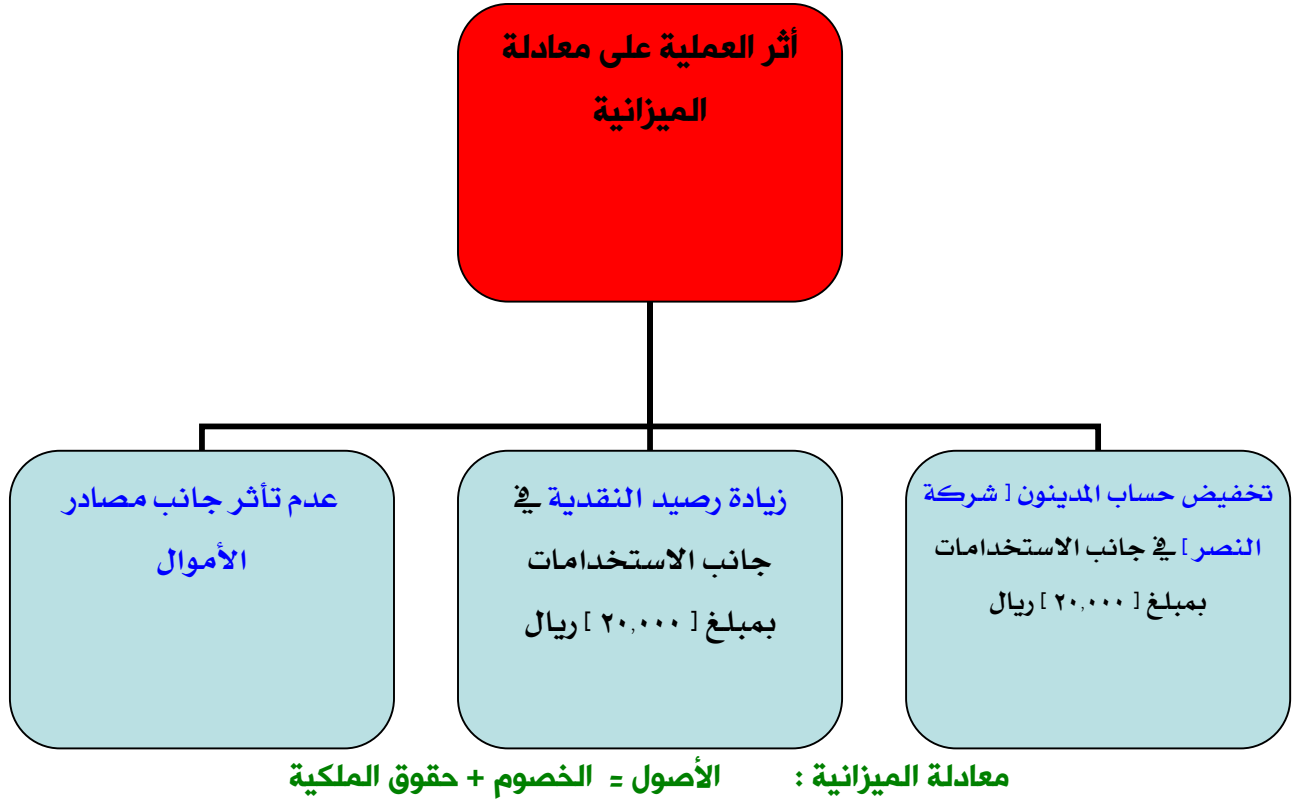 أثر العملية على معادلة
الميزانية
تخفيض حساب المدينون [ شركة
النصر ] في جانب الاستخدامات
بمبلغ [ ٢٠,٠٠٠ ] ريال
زيادة رصيد النقدية في
جانب الاستخدامات
بمبلغ [ ٢٠,٠٠٠ ] ريال
عدم تأثر جانب مصادر
الأموال
معادلة الميزانية : الأصول = الخصوم + حقوق الملكية